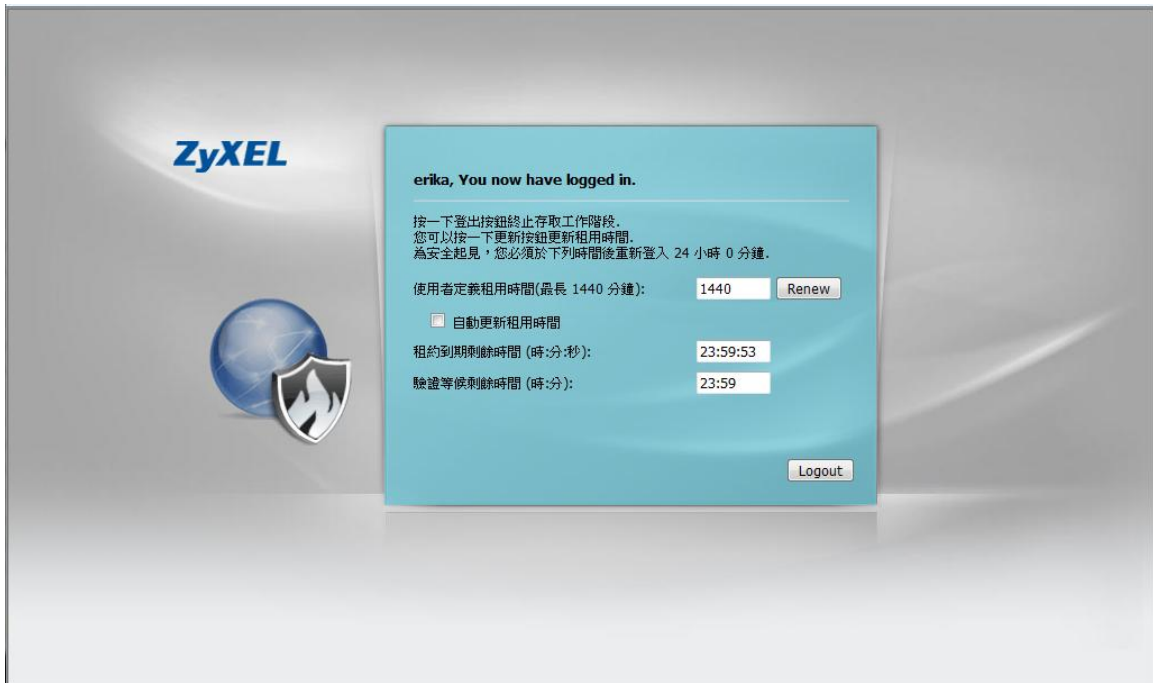 ZyXEL
erika, You now have logged in.
按一下登出按鈕終止存取工作階段.
您可以按一下更新按鈕更新租用時間.
為安全起見，您必須於下列時間後重新登入 24 小時 0 分鐘.
使用者定義租用時間(最長 1440 分鐘): 1440 Renew
自動更新租用時間
租約到期剩餘時間 (時:分:秒): 23:59:53
驗證等候剩餘時間 (時:分): 23:59
Logout